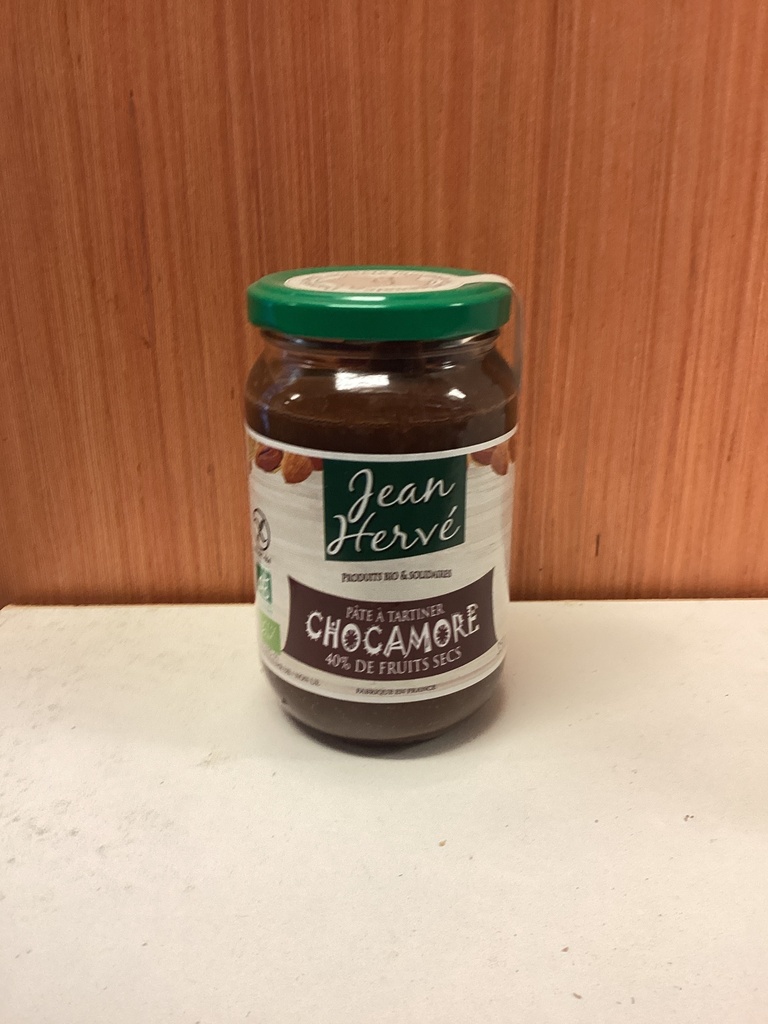 Jean
Hervé
PRODUITS BIO & SOLIDAIRES
PÂTE À TARTINER
CHOCAMORE
40% DE FRUITS SECS
FABRIQUÉ EN FRANCE